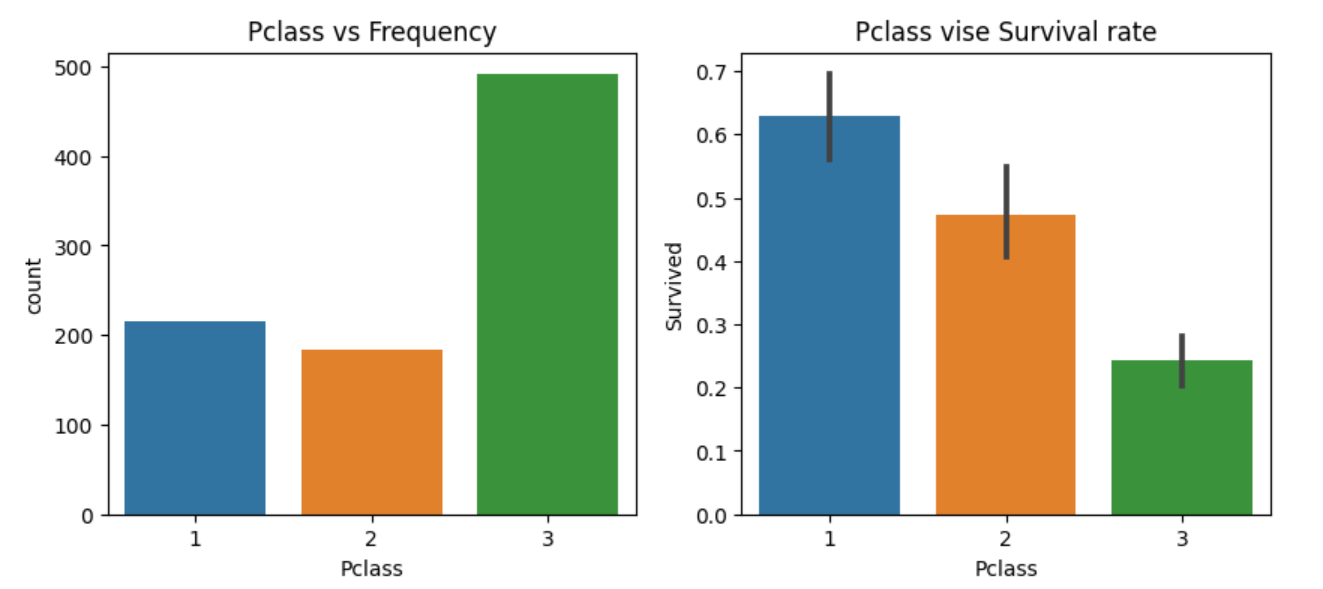 Pclass vs Frequency
500
400
300
200
100
0
count
1 2 3
Pclass
Pclass vise Survival rate
0.7
0.6
0.5
0.4
0.3
0.2
0.1
0.0
Survived
1 2 3
Pclass